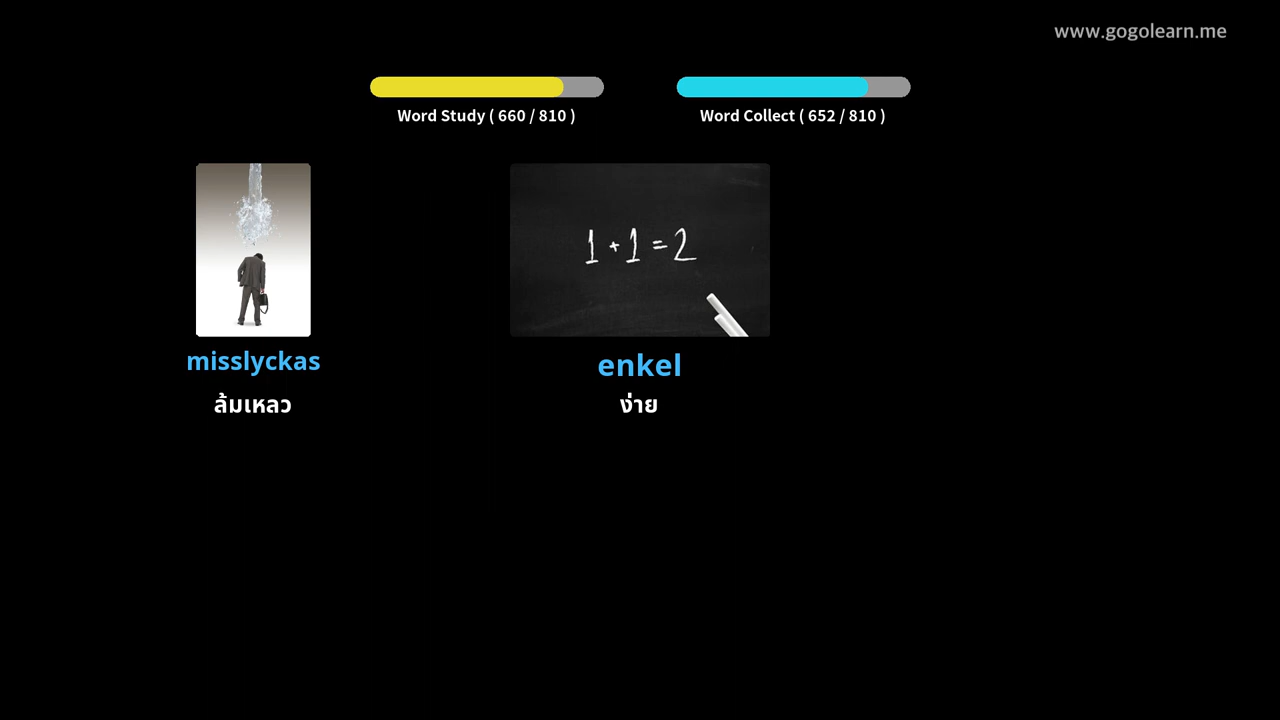 www.gogolearn.me
Word Study ( 660 / 810 )
Word Collect ( 652 / 810 )
1 + 1 = 2
misslyckas
ล้มเหลว
enkel
ง่าย